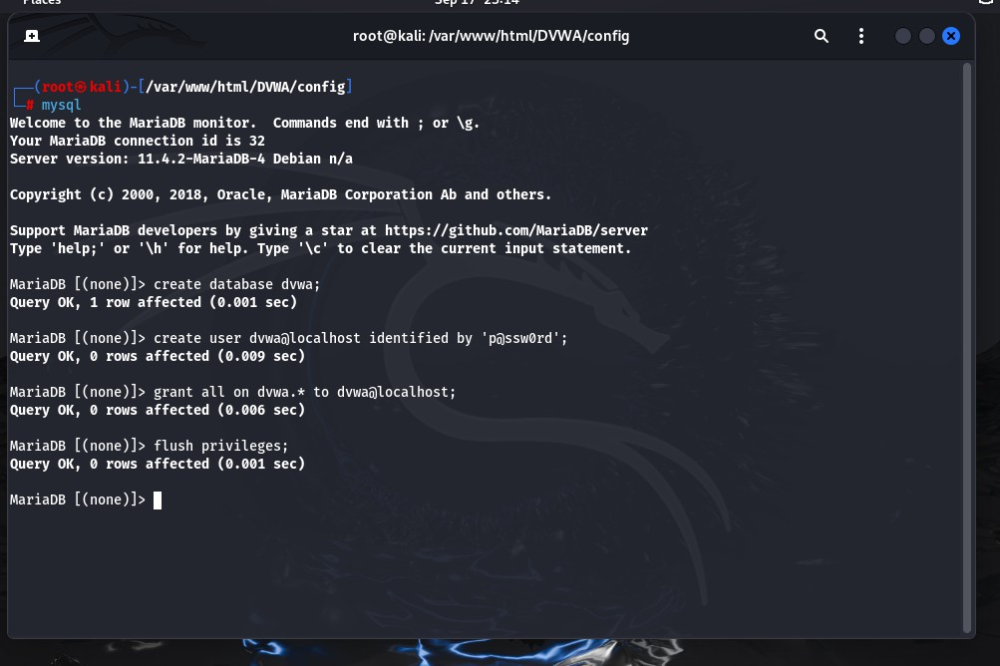 Places
Sep 17 23:14
root@kali: /var/www/html/DVWA/config
┌──(root㉿kali)-[/var/www/html/DVWA/config]
└─# mysql
Welcome to the MariaDB monitor.  Commands end with ; or \g.
Your MariaDB connection id is 32
Server version: 11.4.2-MariaDB-4 Debian n/a
Copyright (c) 2000, 2018, Oracle, MariaDB Corporation Ab and others.
Support MariaDB developers by giving a star at https://github.com/MariaDB/server
Type 'help;' or '\h' for help. Type '\c' to clear the current input statement.
MariaDB [(none)]> create database dvwa;
Query OK, 1 row affected (0.001 sec)
MariaDB [(none)]> create user dvwa@localhost identified by 'p@ssw0rd';
Query OK, 0 rows affected (0.009 sec)
MariaDB [(none)]> grant all on dvwa.* to dvwa@localhost;
Query OK, 0 rows affected (0.006 sec)
MariaDB [(none)]> flush privileges;
Query OK, 0 rows affected (0.001 sec)
MariaDB [(none)]>